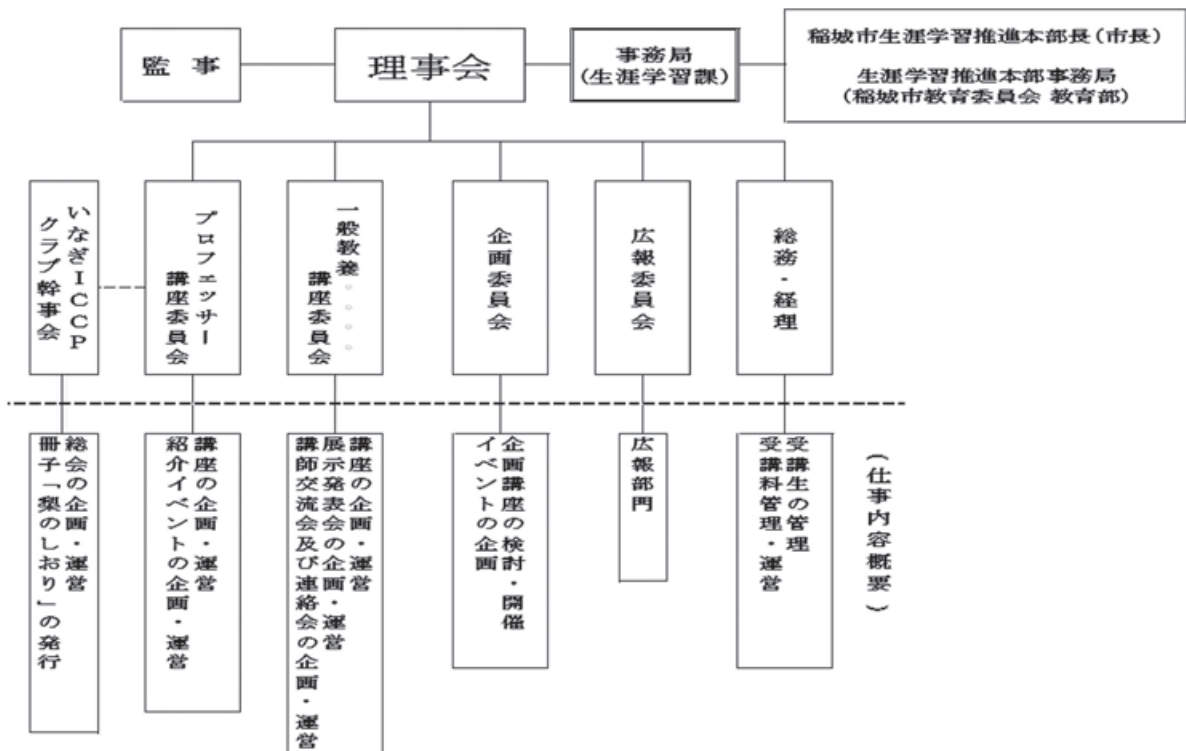 監 事
理事会
事務局
(生涯学習課)
稲城市生涯学習推進本部長(市長)
生涯学習推進本部事務局
(稲城市教育委員会 教育部)
いなぎICCP
クラブ幹事会
プロフェッサー
講座委員会
一般教養。。。。
講座委員会
企画委員会
広報委員会
総務・経理
総会の企画・運営
冊子「梨のしおり」の発行
講座の企画・運営
紹介イベントの企画・運営
講座の企画・運営
展示発表会の企画・運営
講師交流会及び連絡会の企画・運営
企画講座の検討・開催
イベントの企画
広報部門
受講生の管理
受講料管理・運営
(仕事内容概要)